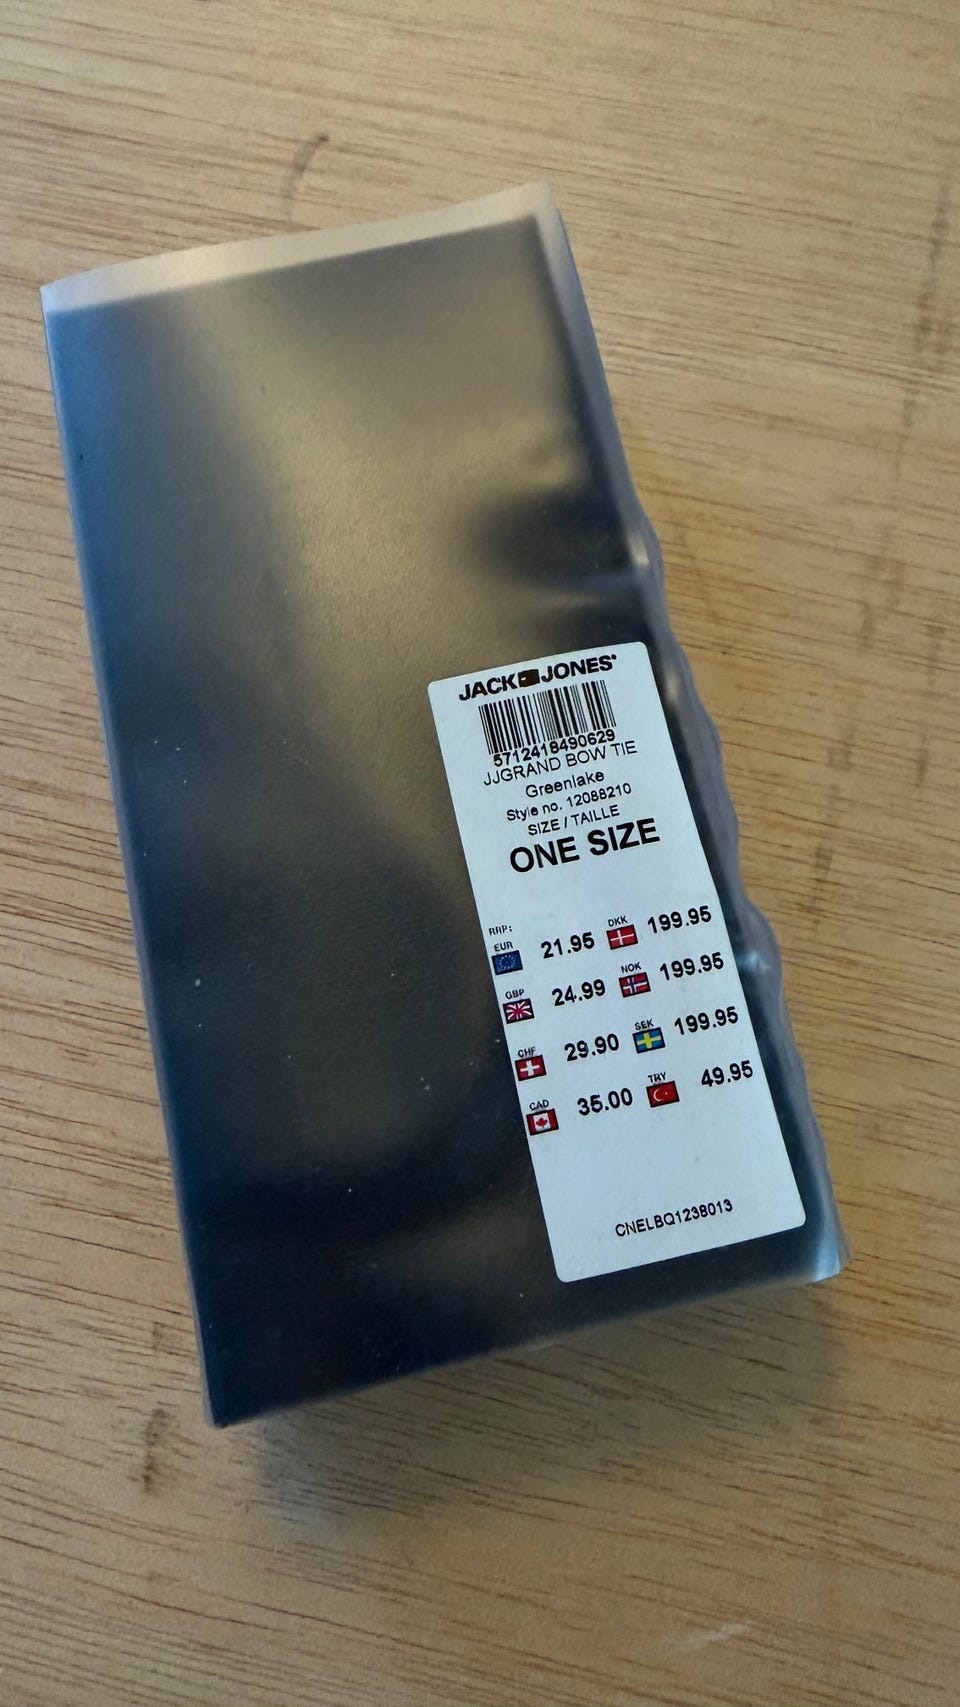 JACK JONES
5712418490629
JJGRAND BOW TIE
Greenlake
Style no. 12088210
SIZE / TAILLE
ONE SIZE
RRP:
EUR 21.95 DKK 199.95
GBP 24.99 NOK 199.95
CHF 29.90 SEK 199.95
CAD 35.00 TRY 49.95
CNELBQ1238013